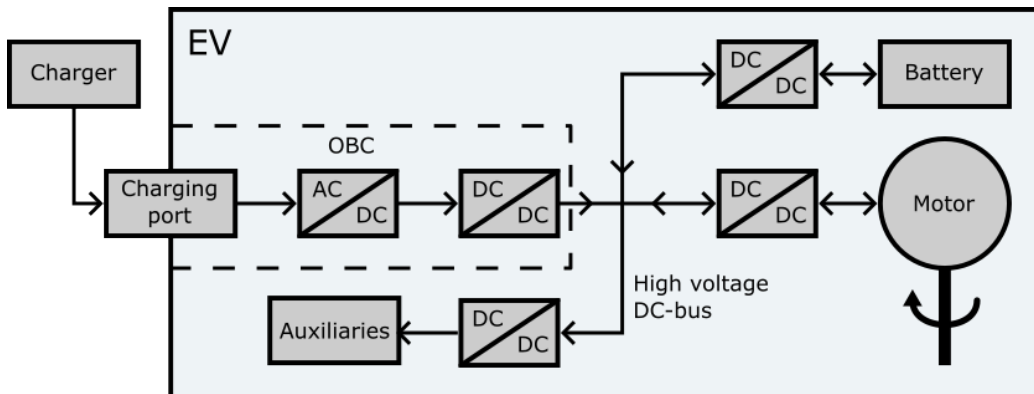 EV
Charger
DC
DC
Battery
OBC
Charging
port
AC
DC
DC
DC
DC
DC
Motor
High voltage
DC-bus
Auxiliaries
DC
DC